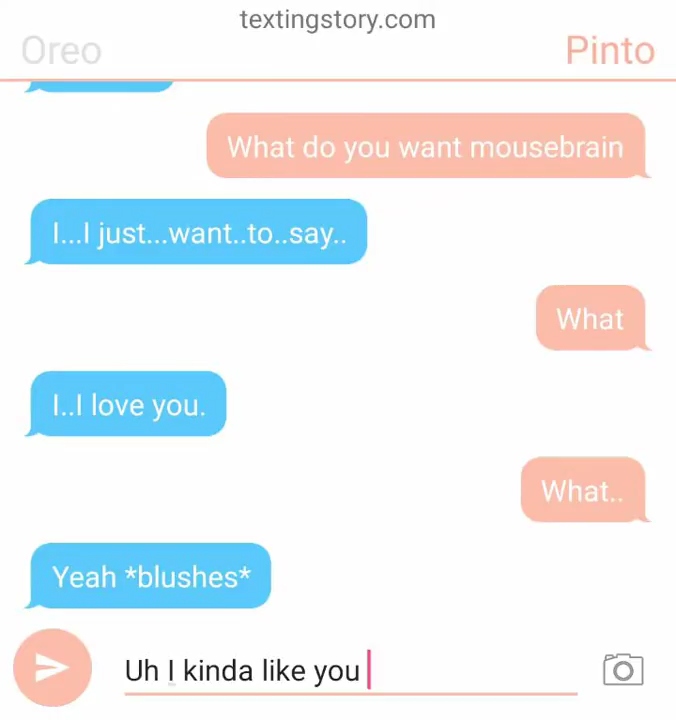 textingstory.com
Oreo
Pinto
What do you want mousebrain
I...I just...want..to..say..
What
I..I love you.
What..
Yeah *blushes*
Uh I kinda like you